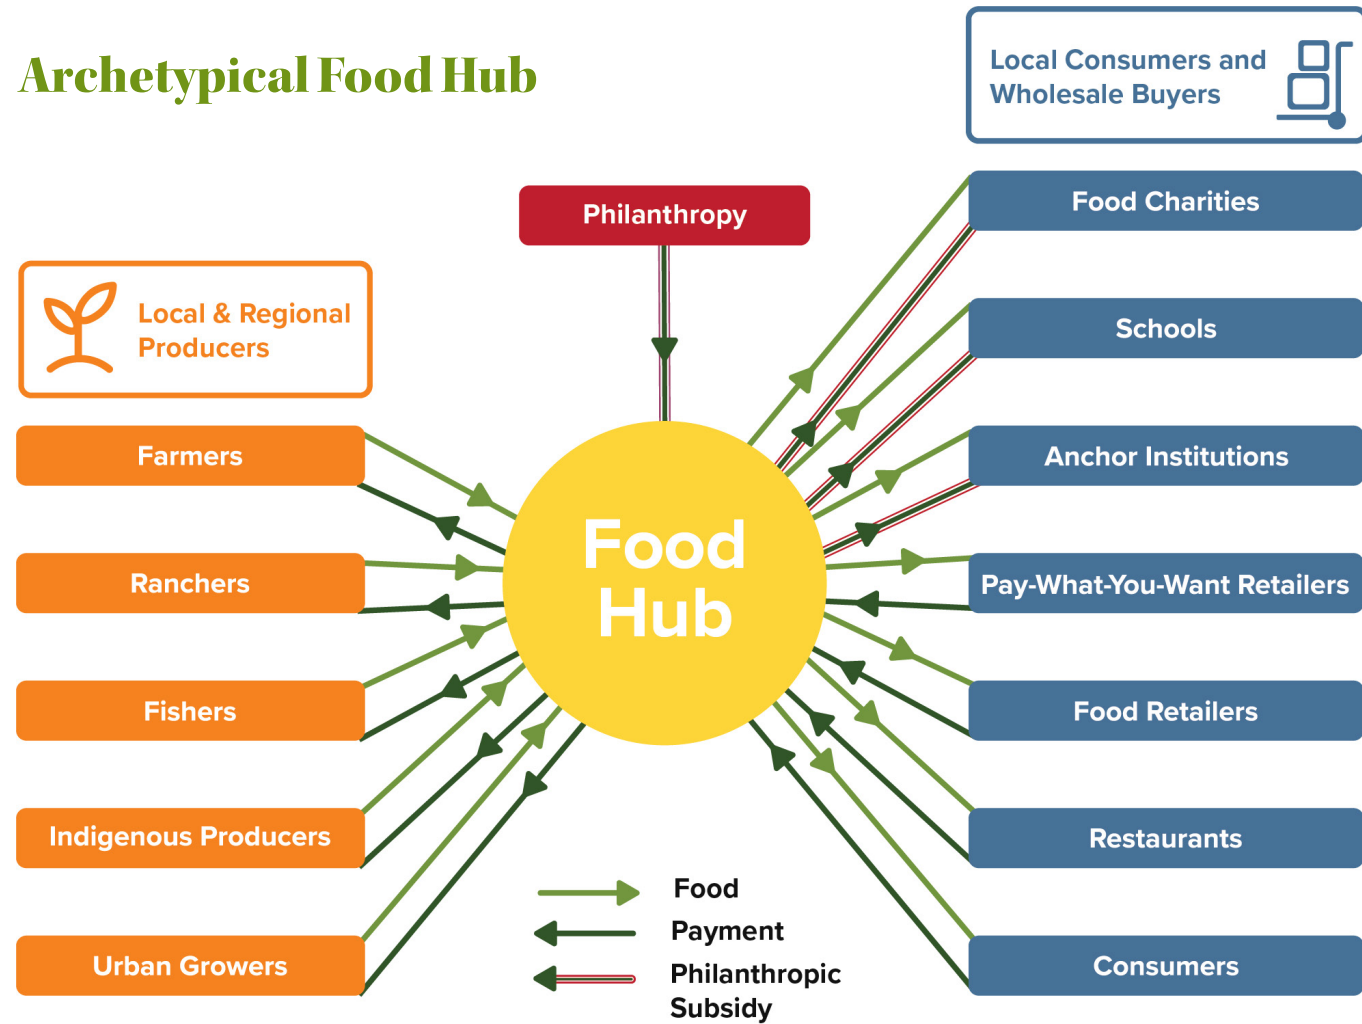 Archetypical Food Hub
Local Consumers and
Wholesale Buyers
Philanthropy
Local & Regional
Producers
Farmers
Ranchers
Fishers
Indigenous Producers
Urban Growers
Food
Hub
Food Charities
Schools
Anchor Institutions
Pay-What-You-Want Retailers
Food Retailers
Restaurants
Consumers
Food
Payment
Philanthropic
Subsidy